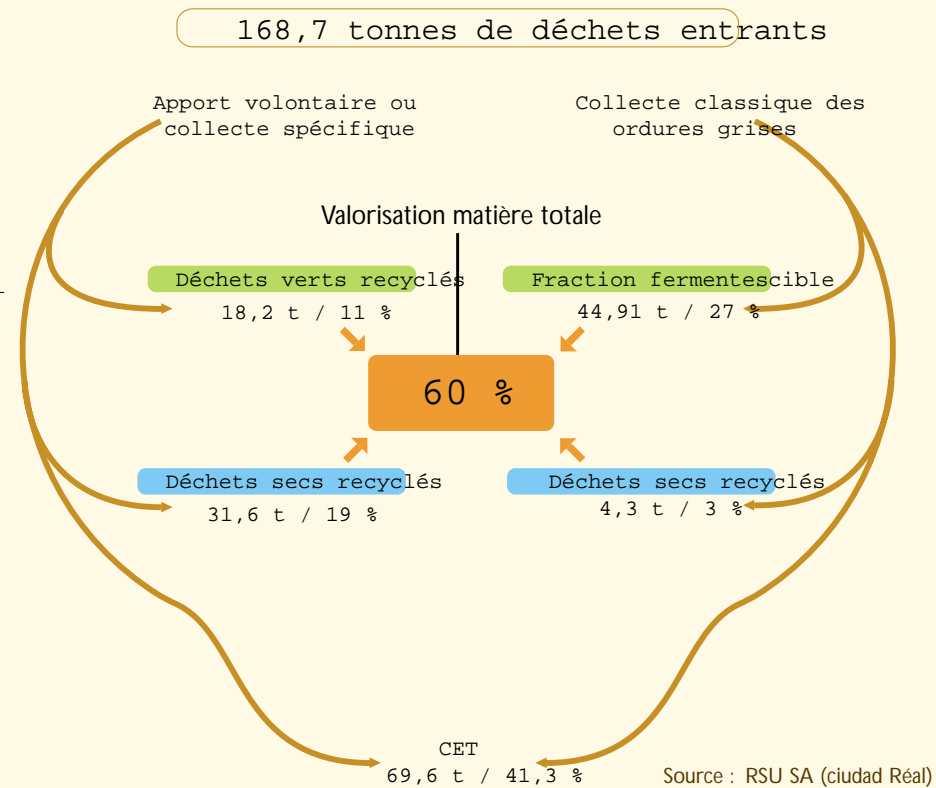 168,7 tonnes de déchets entrants
Apport volontaire ou
collecte spécifique
Collecte classique des
ordures grises
Valorisation matière totale
Déchets verts recyclés
18,2 t / 11 %
Fraction fermentescible
44,91 t / 27 %
60 %
Déchets secs recyclés
31,6 t / 19 %
Déchets secs recyclés
4,3 t / 3 %
CET
69,6 t / 41,3 %
Source : RSU SA (ciudad Réal)